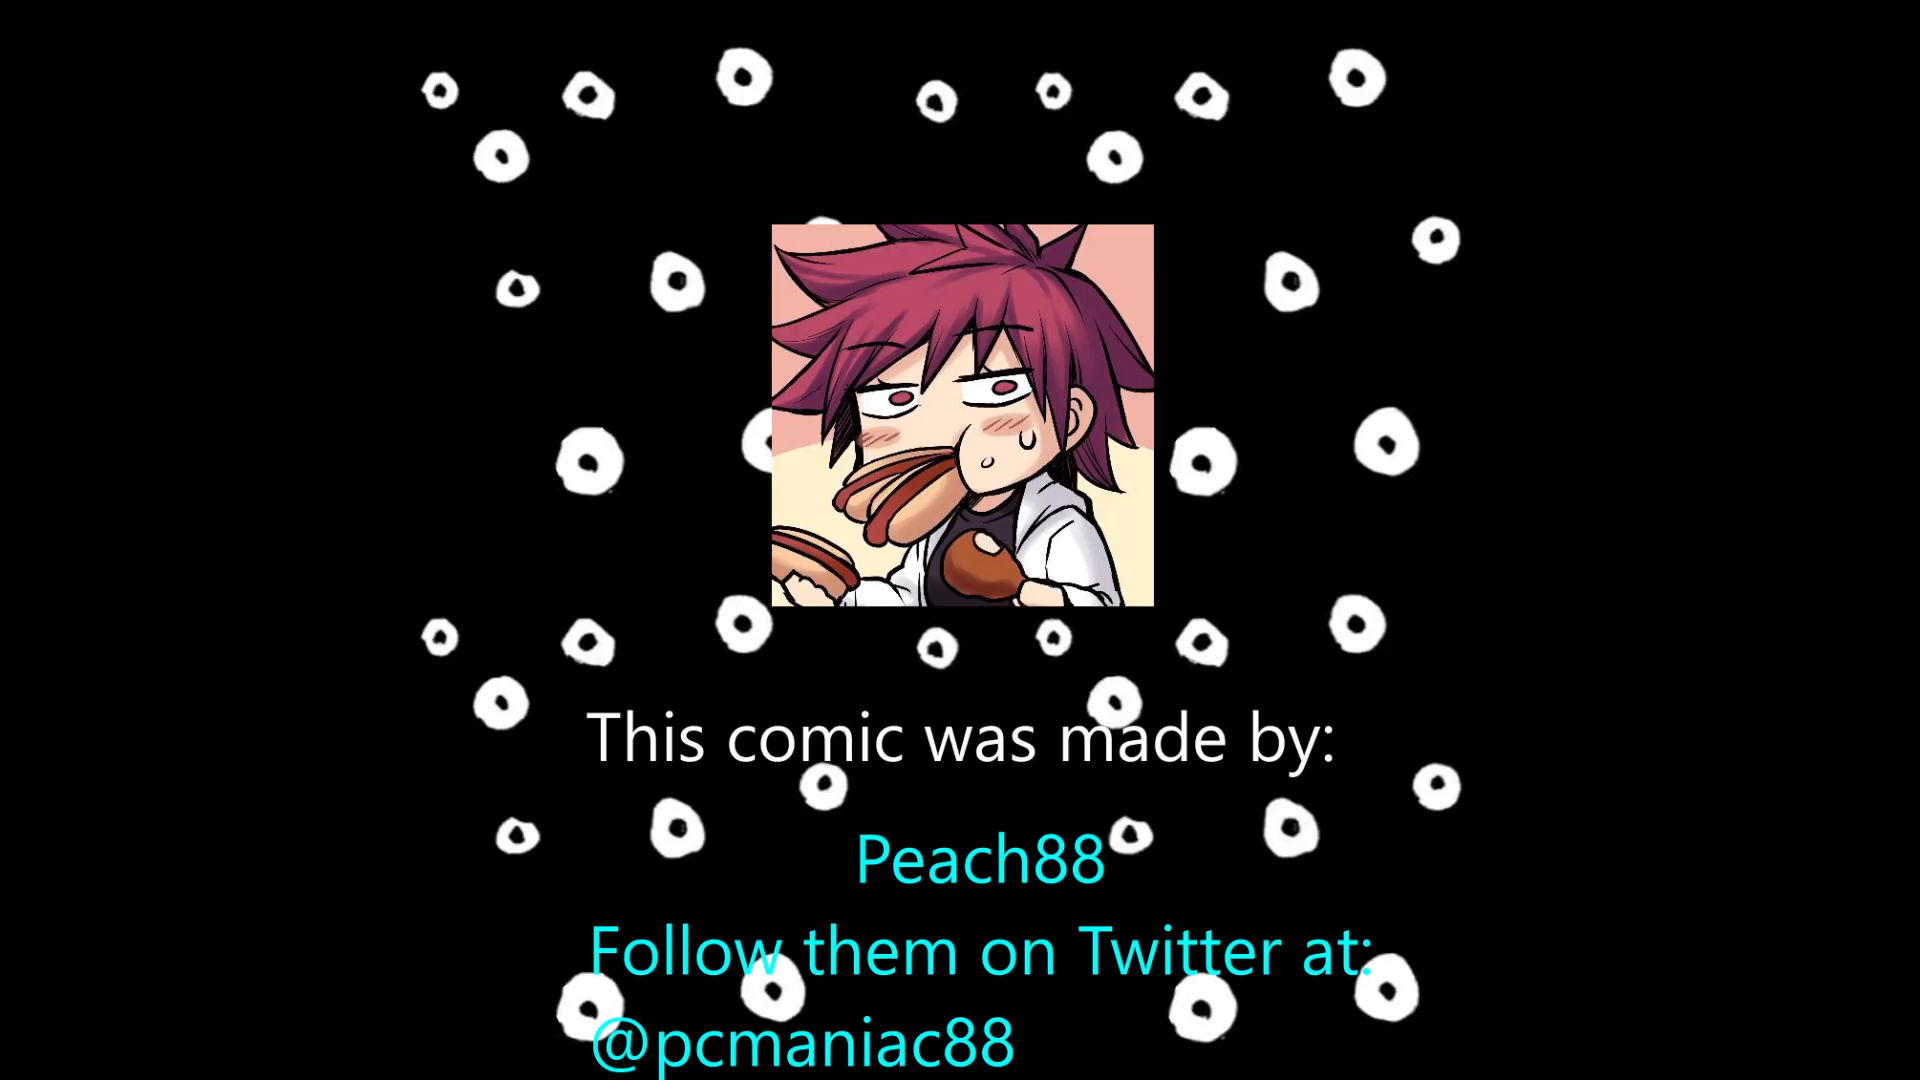 This comic was made by:
Peach88
Follow them on Twitter at:
@pcmaniac88